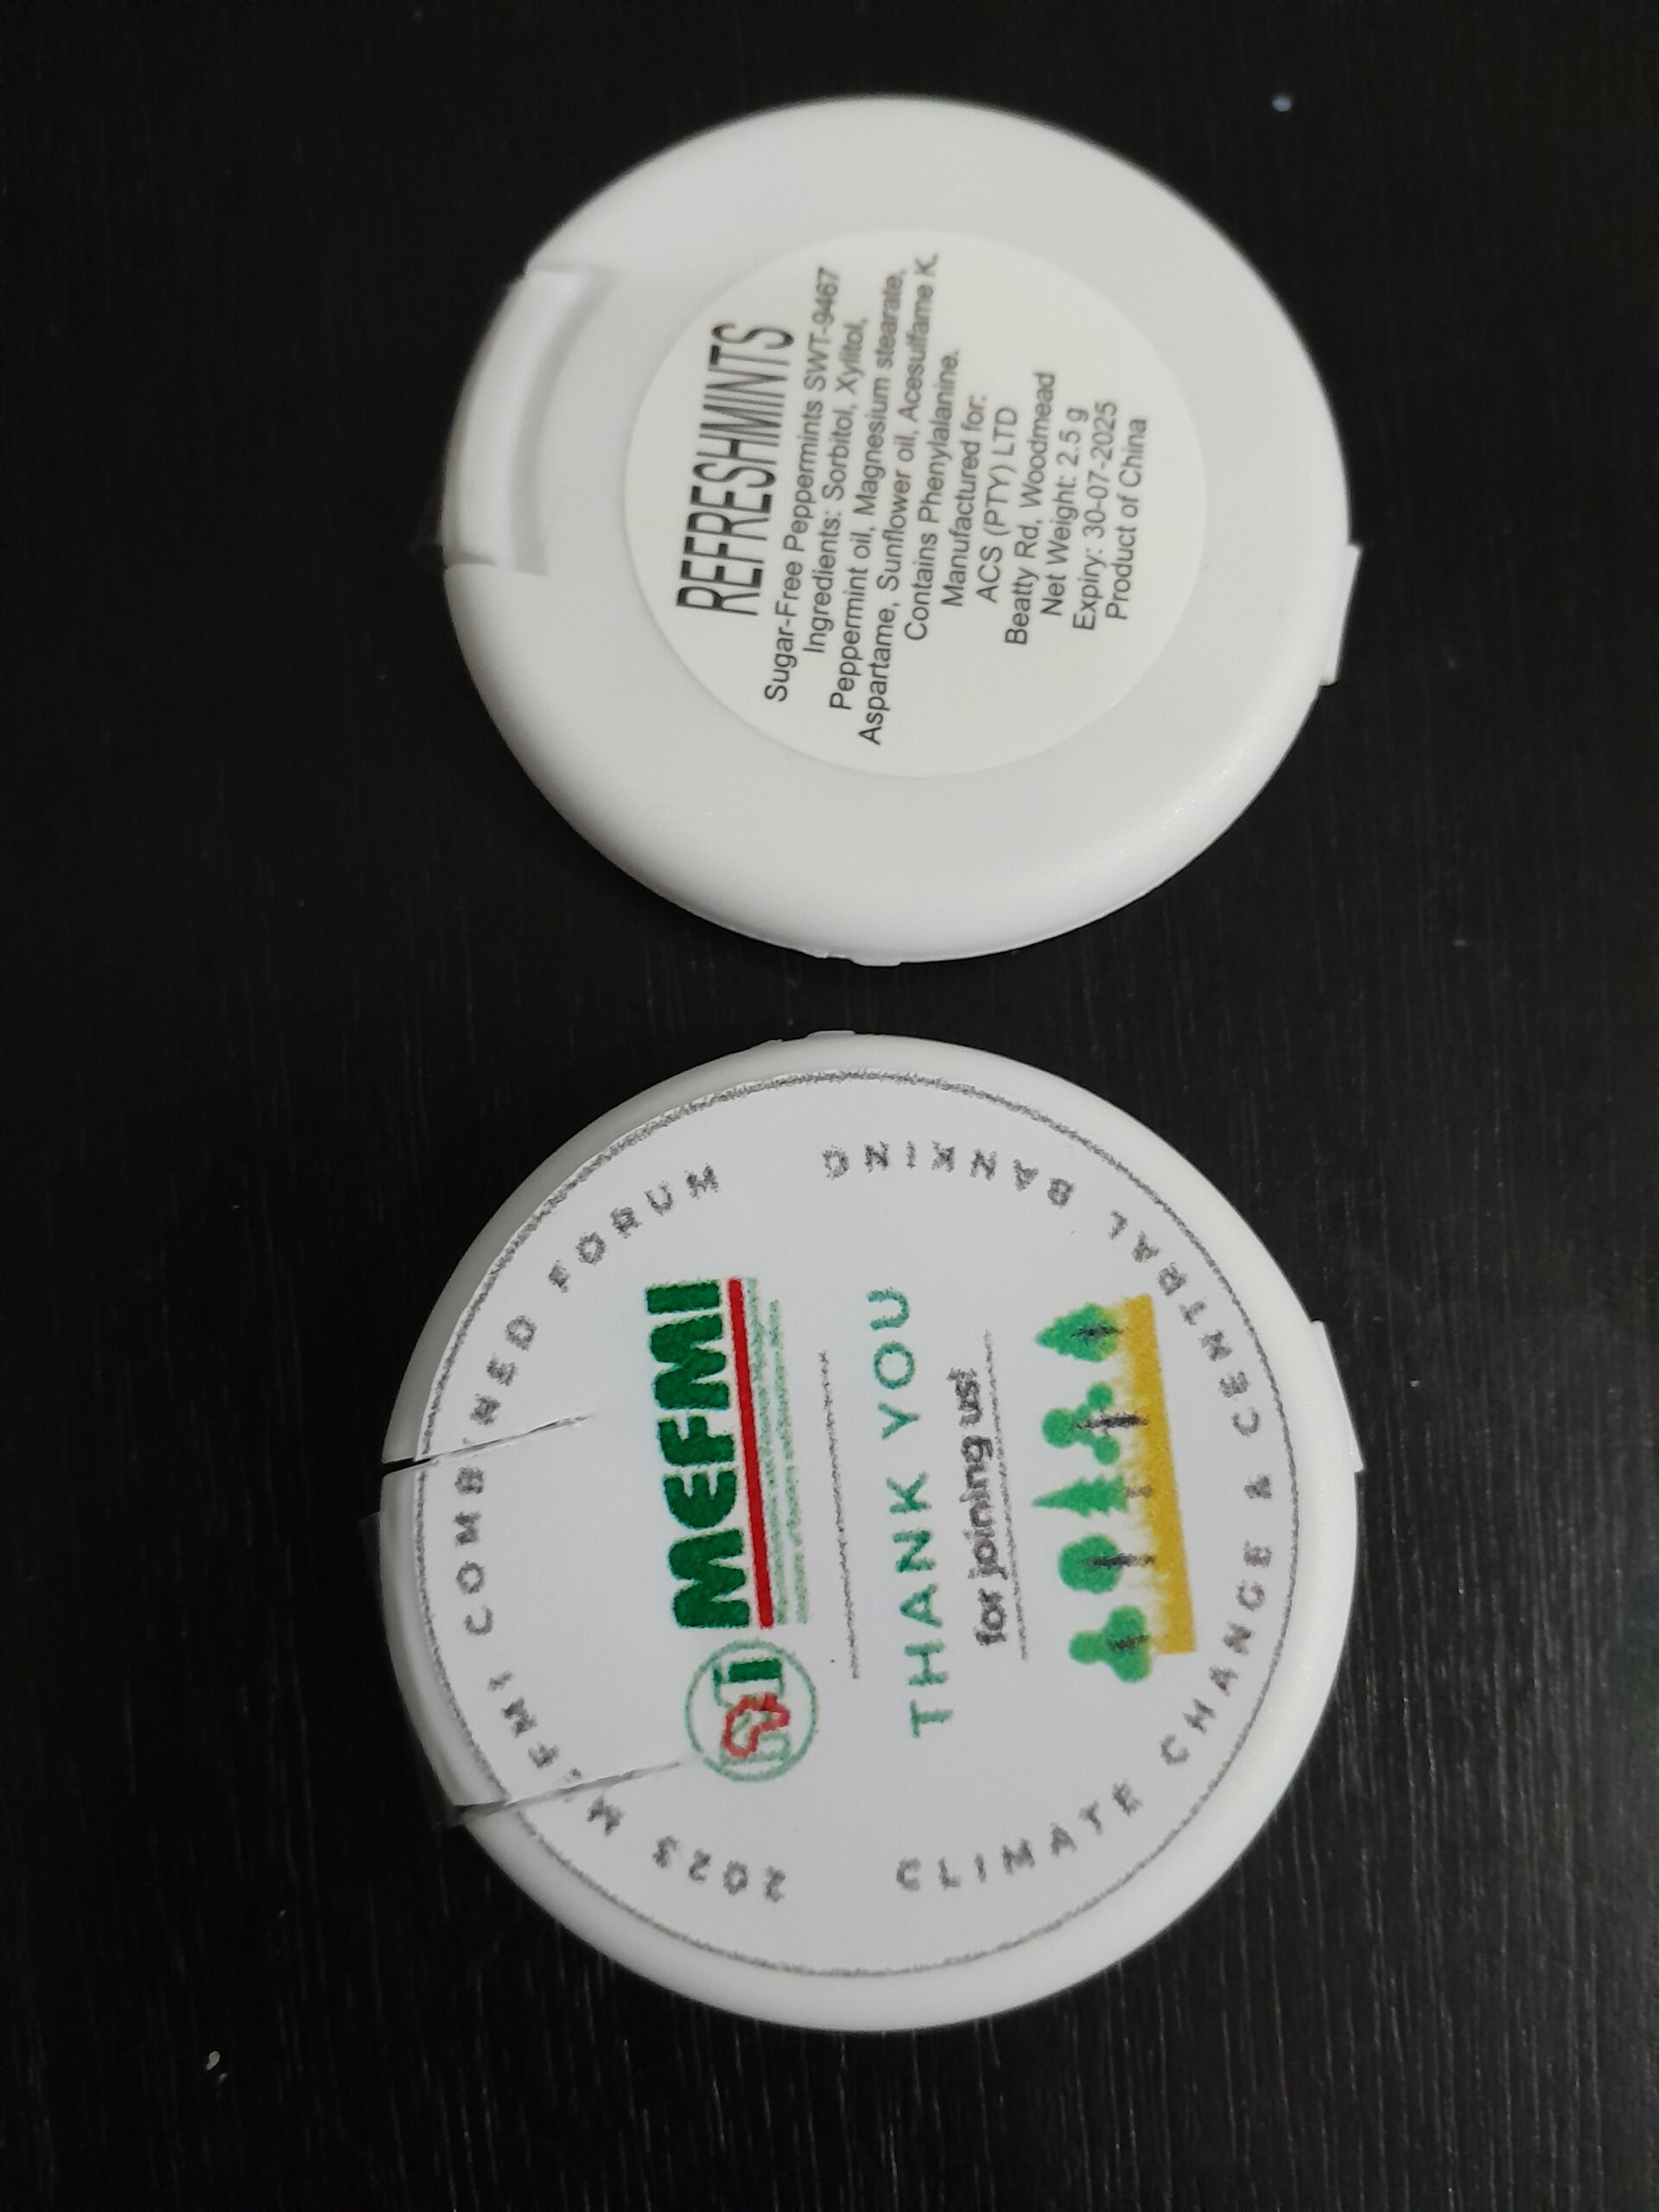 REFRESHMINTS
Sugar-Free Peppermints SWT-9467
Ingredients: Sorbitol, Xylitol,
Peppermint oil, Magnesium stearate,
Aspartame, Sunflower oil, Acesulfame K.
Contains Phenylalanine.
Manufactured for:
ACS (PTY) LTD
Beatty Rd, Woodmead
Net Weight: 2.5 g
Expiry: 30-07-2025
Product of China
2023 MEFMI COMBINED FORUM
MEFMI
THANK YOU
for joining us!
CLIMATE CHANGE & CENTRAL BANKING